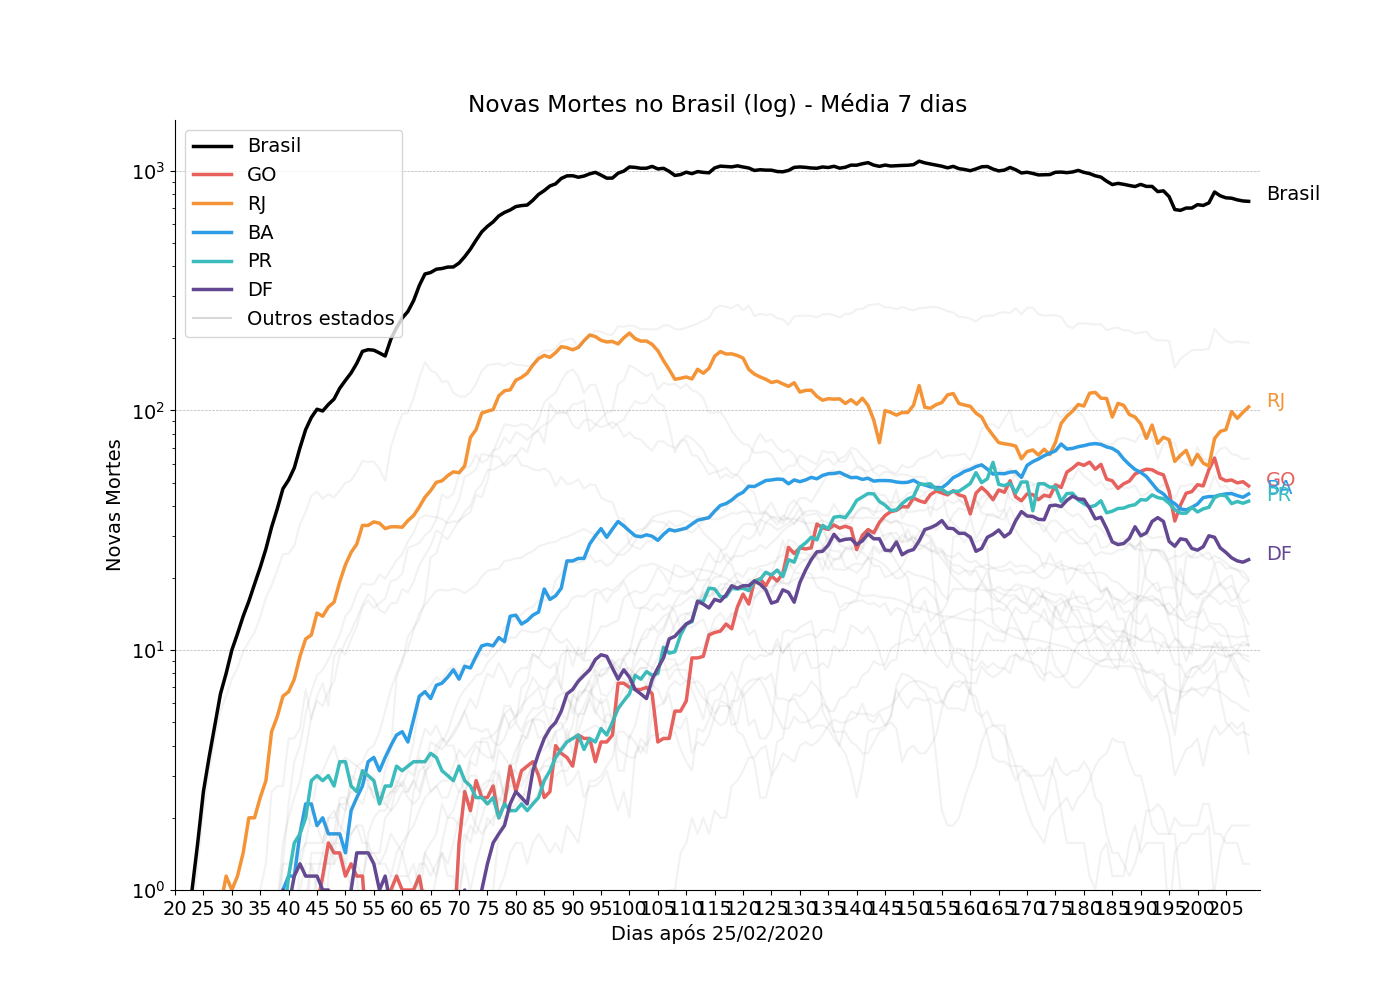 Novas Mortes no Brasil (log) - Média 7 dias
Brasil
GO
RJ
BA
PR
DF
Outros estados
Novas Mortes
10³
10²
10¹
10⁰
Brasil
RJ
GO
BA
PR
DF
20 25 30 35 40 45 50 55 60 65 70 75 80 85 90 95 100 105 110 115 120 125 130 135 140 145 150 155 160 165 170 175 180 185 190 195 200 205
Dias após 25/02/2020